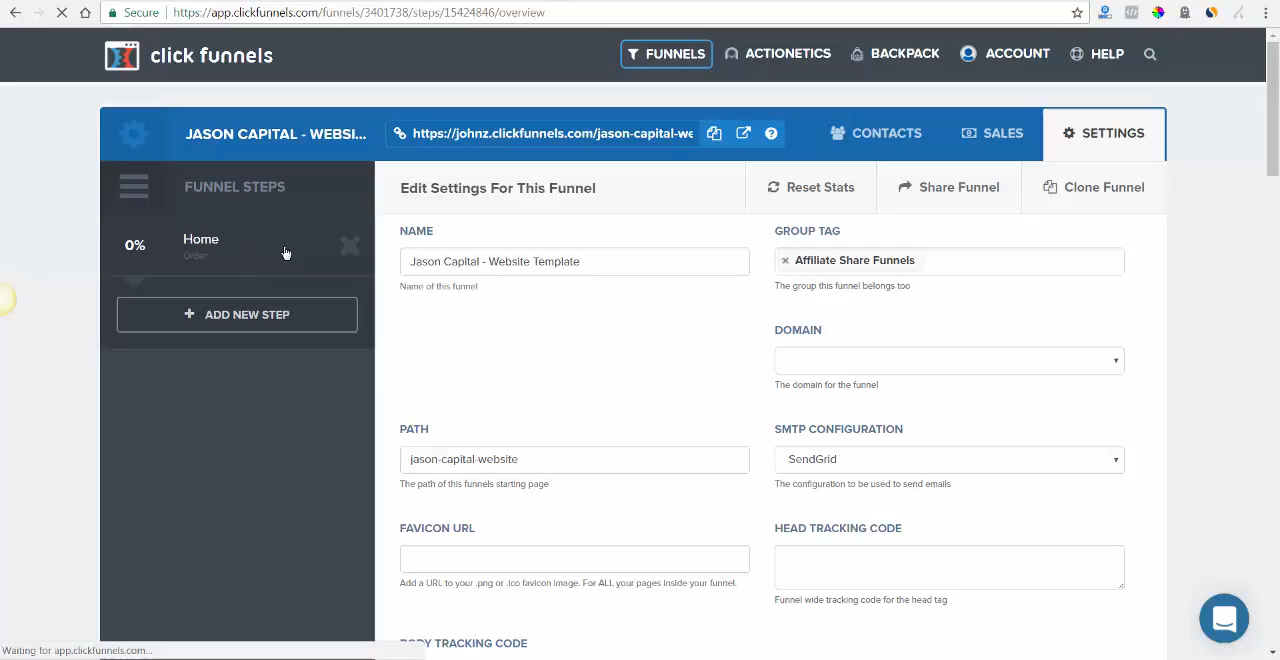 Secure https://app.clickfunnels.com/funnels/3401738/steps/15424846/overview
click funnels
FUNNELS
ACTIONETICS
BACKPACK
ACCOUNT
HELP
JASON CAPITAL - WEBSI...
https://johnz.clickfunnels.com/jason-capital-we
CONTACTS
SALES
SETTINGS
FUNNEL STEPS
Edit Settings For This Funnel
Reset Stats
Share Funnel
Clone Funnel
0%
Home
Order
ADD NEW STEP
NAME
Jason Capital - Website Template
Name of this funnel
GROUP TAG
× Affiliate Share Funnels
The group this funnel belongs too
DOMAIN
The domain for the funnel
PATH
jason-capital-website
The path of this funnels starting page
SMTP CONFIGURATION
SendGrid
The configuration to be used to send emails
FAVICON URL
Add a URL to your .png or .ico favicon image. For ALL your pages inside your funnel.
HEAD TRACKING CODE
Funnel wide tracking code for the head tag
BODY TRACKING CODE
Waiting for app.clickfunnels.com...